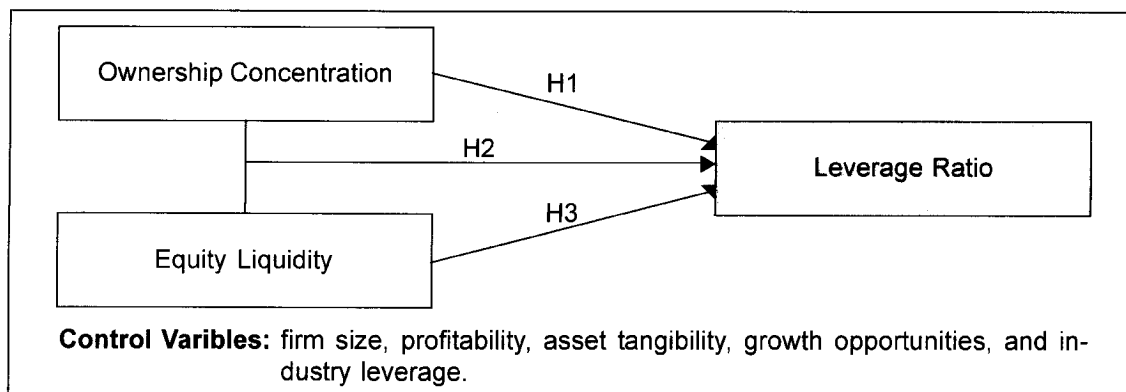 Ownership Concentration
H1
H2
Leverage Ratio
H3
Equity Liquidity
Control Varibles: firm size, profitability, asset tangibility, growth opportunities, and in-
dustry leverage.